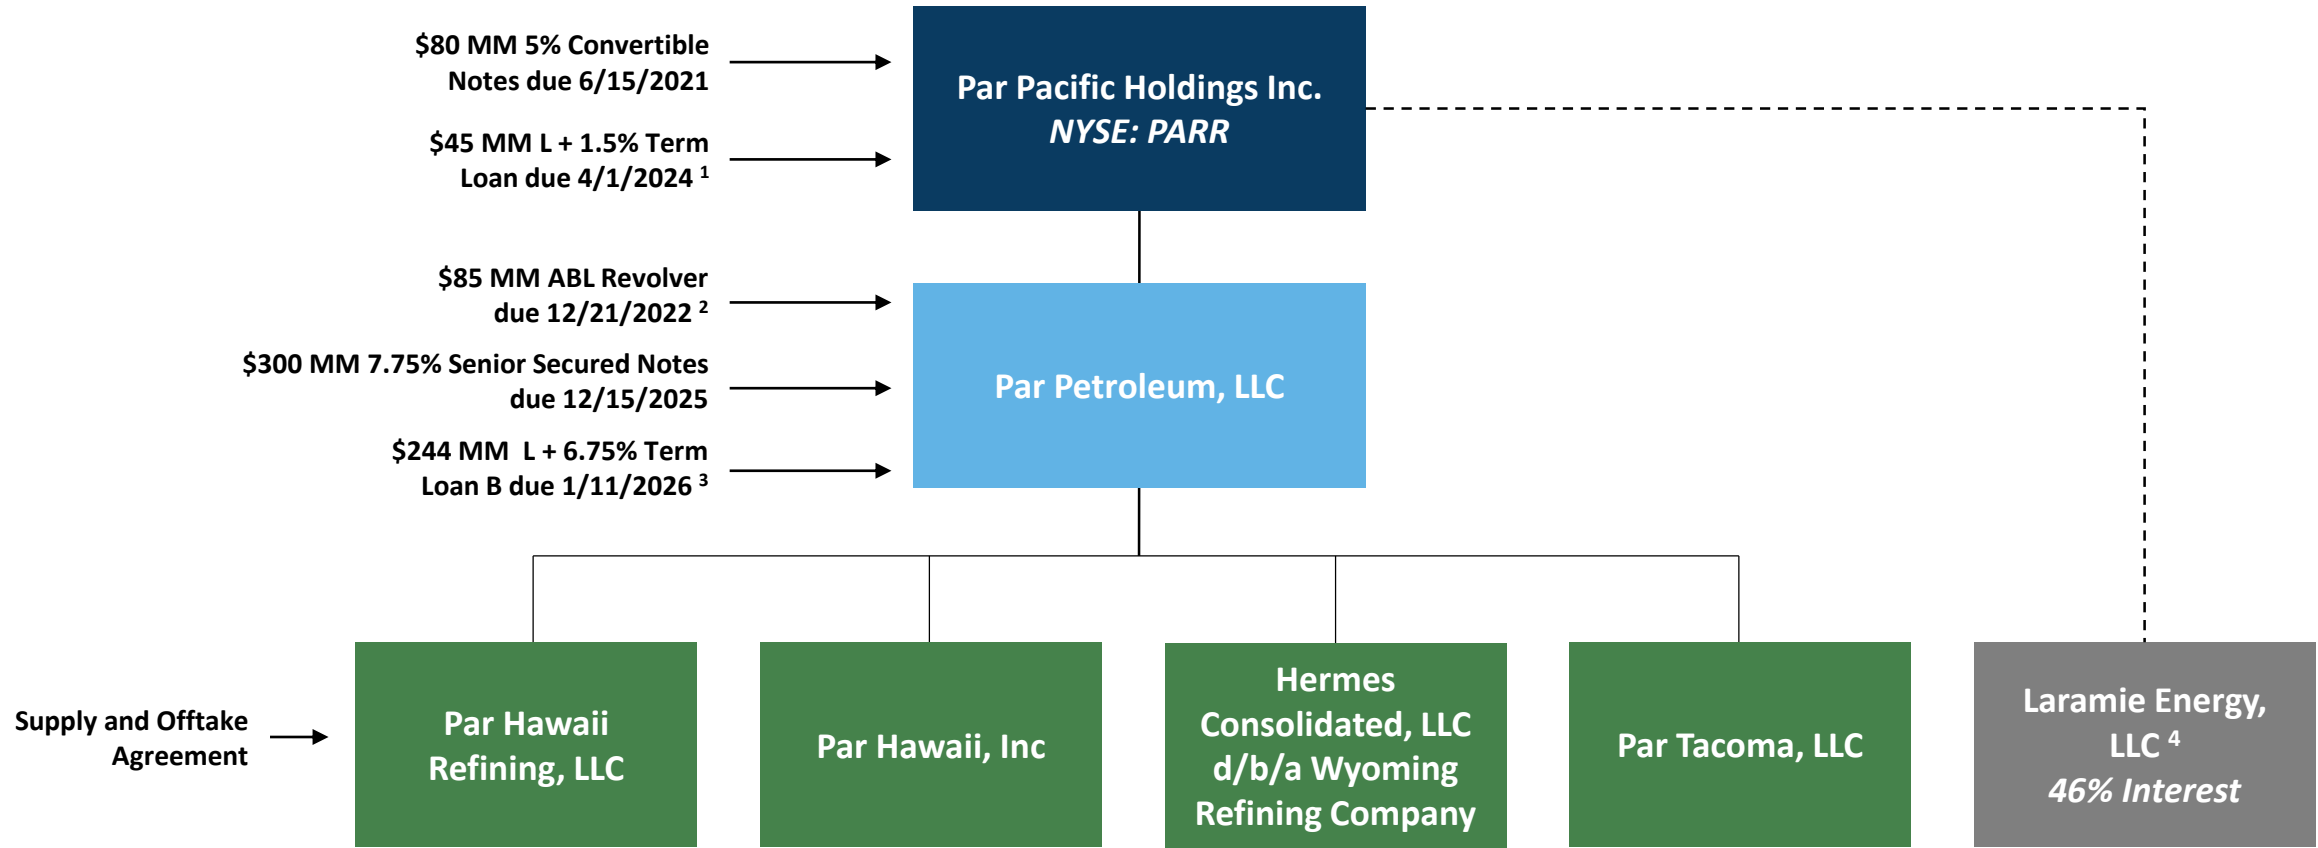 $80 MM 5% Convertible
Notes due 6/15/2021
$45 MM L + 1.5% Term
Loan due 4/1/2024 1
Par Pacific Holdings Inc.
NYSE: PARR
$85 MM ABL Revolver
due 12/21/2022 2
$300 MM 7.75% Senior Secured Notes
due 12/15/2025
$244 MM L + 6.75% Term
Loan B due 1/11/2026 3
Par Petroleum, LLC
Supply and Offtake
Agreement
Par Hawaii
Refining, LLC
Par Hawaii, Inc
Hermes
Consolidated, LLC
d/b/a Wyoming
Refining Company
Par Tacoma, LLC
Laramie Energy,
LLC 4
46% Interest